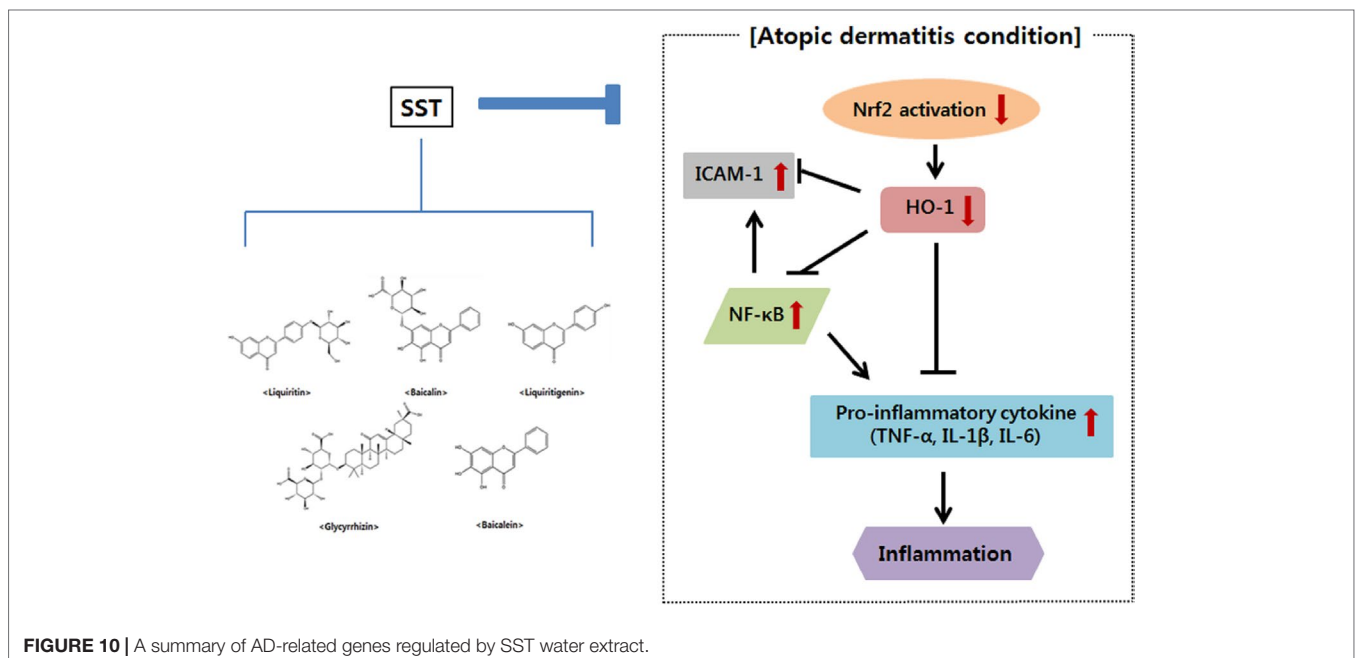 [Atopic dermatitis condition]
SST
Nrf2 activation
ICAM-1
HO-1
NF-κB
Pro-inflammatory cytokine
(TNF-α, IL-1β, IL-6)
Inflammation
<Liquiritin>
<Baicalin>
<Liquiritigenin>
<Glycyrrhizin>
<Baicalein>
FIGURE 10 | A summary of AD-related genes regulated by SST water extract.